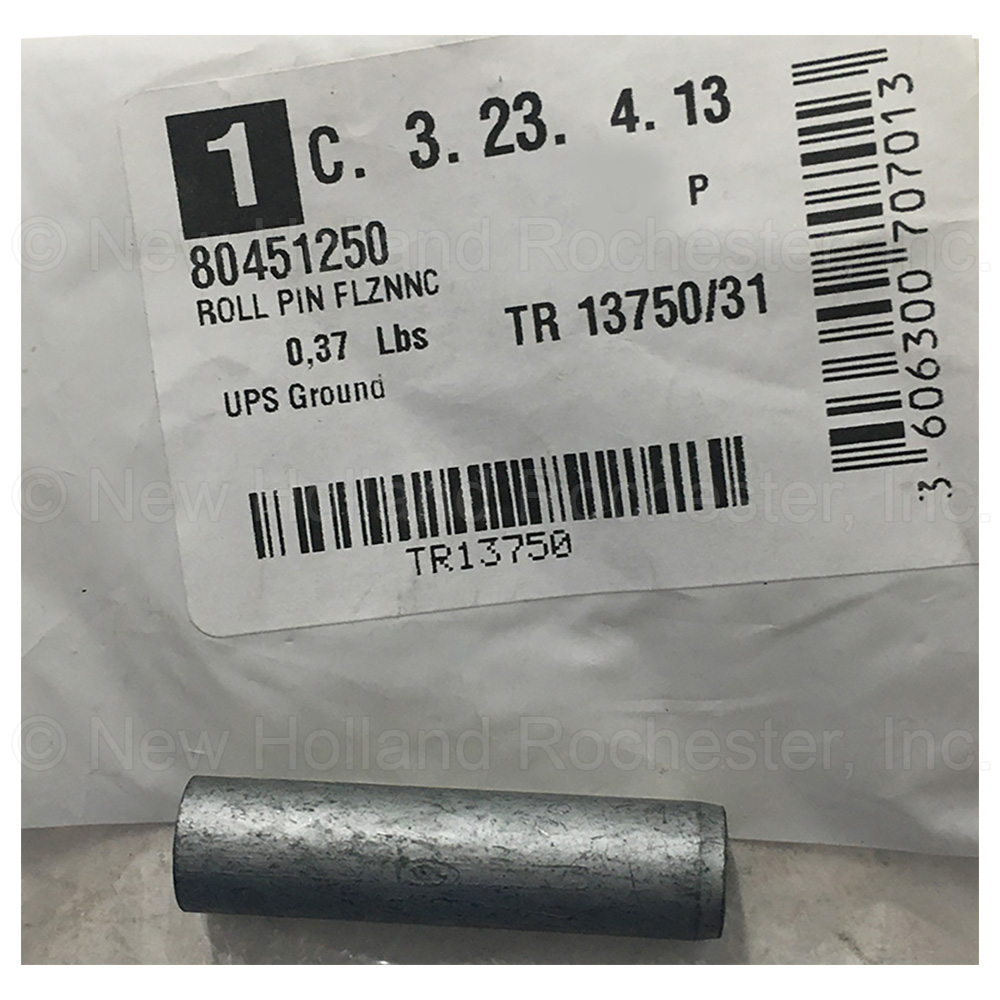 1 C. 3. 23. 4. 13
P
80451250
ROLL PIN FLZNNC
0,37 Lbs
TR 13750/31
UPS Ground
TR13750
3 606300 707013
© New Holland Rochester, Inc.
© New Holland Rochester, Inc.
© New Holland Rochester, Inc.